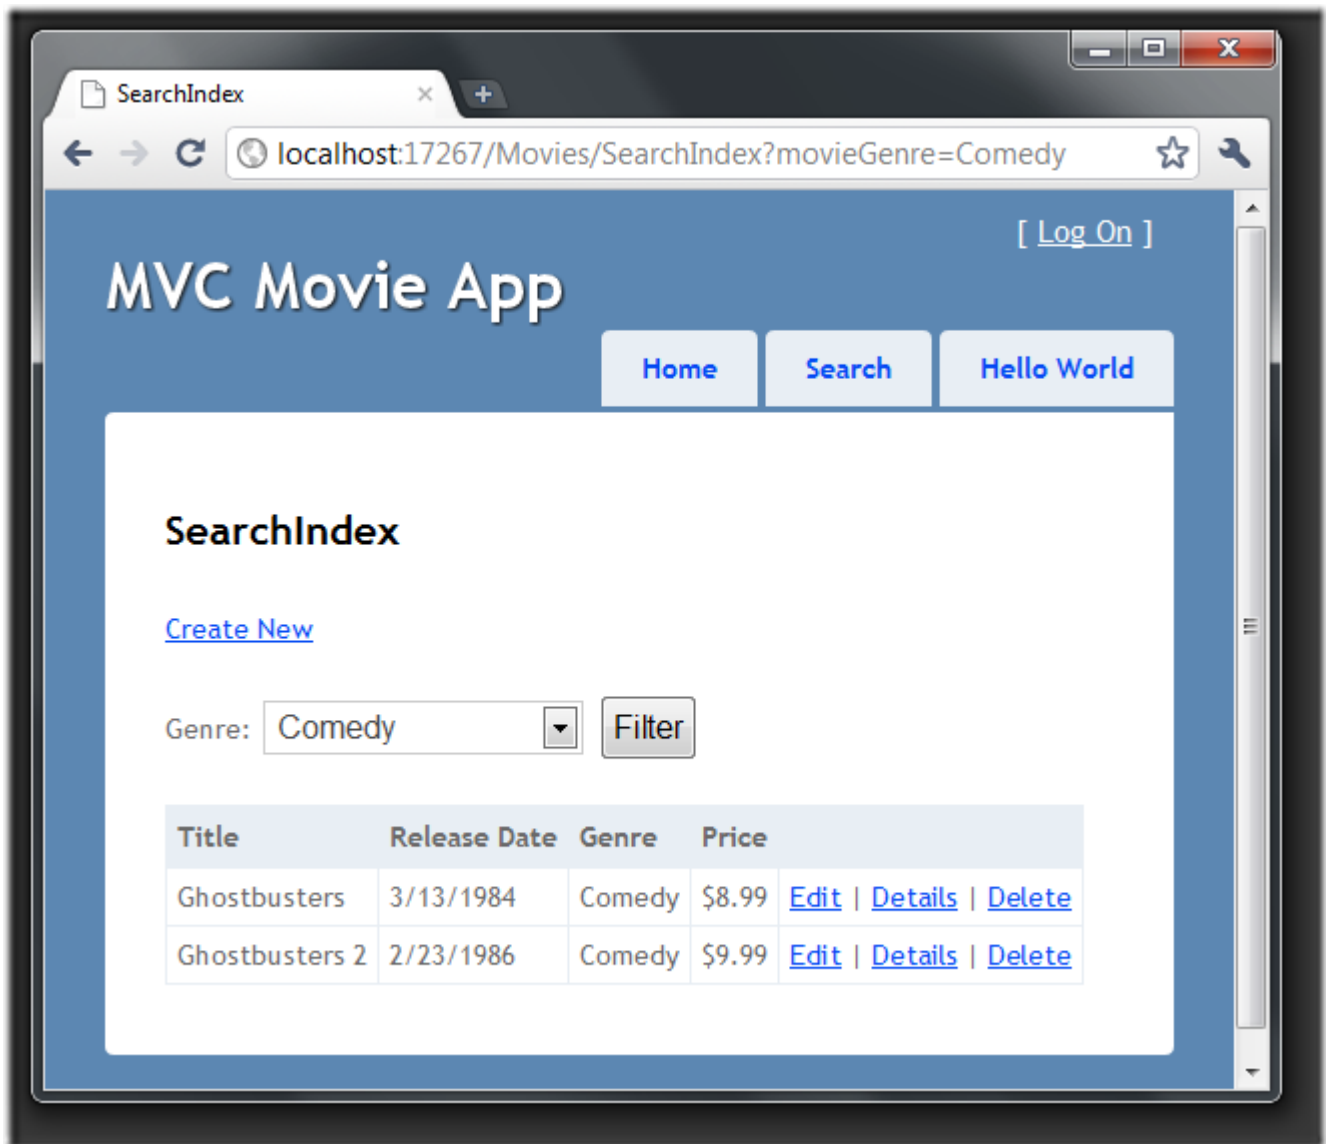 SearchIndex
localhost:17267/Movies/SearchIndex?movieGenre=Comedy
[ Log On ]
MVC Movie App
Home Search Hello World
SearchIndex
Create New
Genre: Comedy Filter
Title Release Date Genre Price
Ghostbusters 3/13/1984 Comedy $8.99 Edit | Details | Delete
Ghostbusters 2 2/23/1986 Comedy $9.99 Edit | Details | Delete